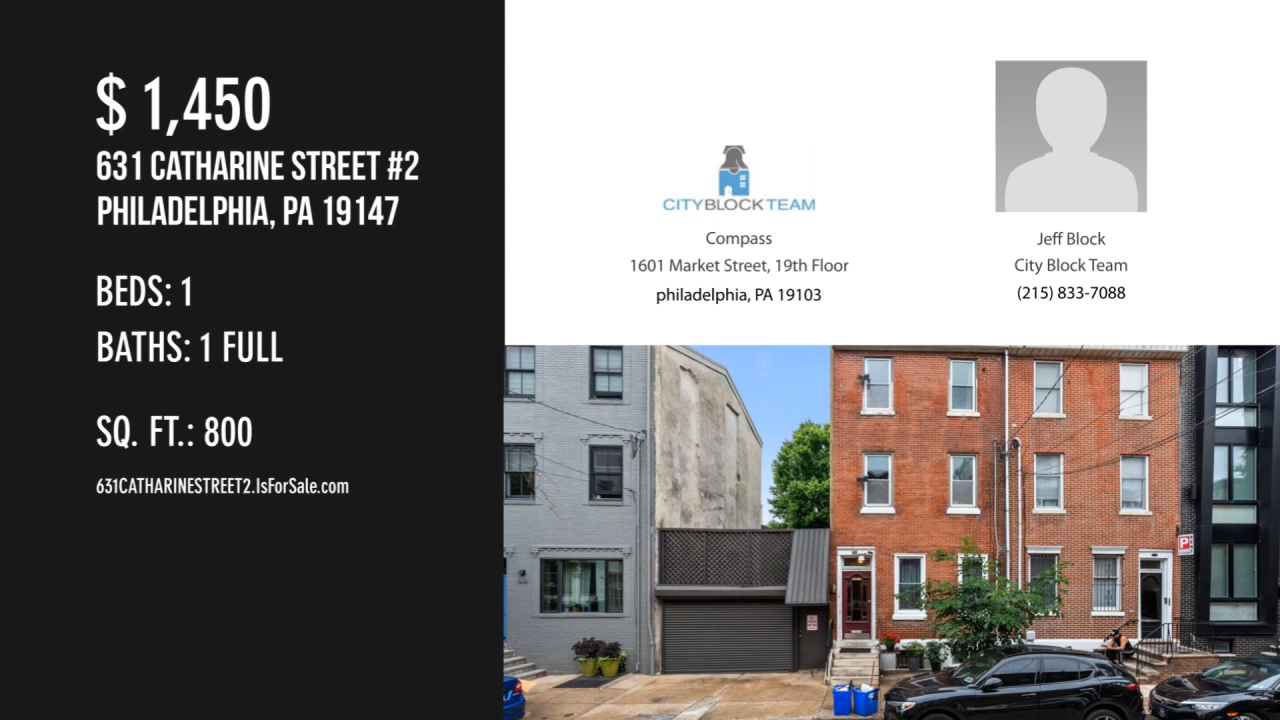 $ 1,450
631 CATHARINE STREET #2
PHILADELPHIA, PA 19147
BEDS: 1
BATHS: 1 FULL
SQ. FT.: 800
631CATHARINESTREET2.IsForSale.com
CITYBLOCKTEAM
Compass
1601 Market Street, 19th Floor
philadelphia, PA 19103
Jeff Block
City Block Team
(215) 833-7088
P